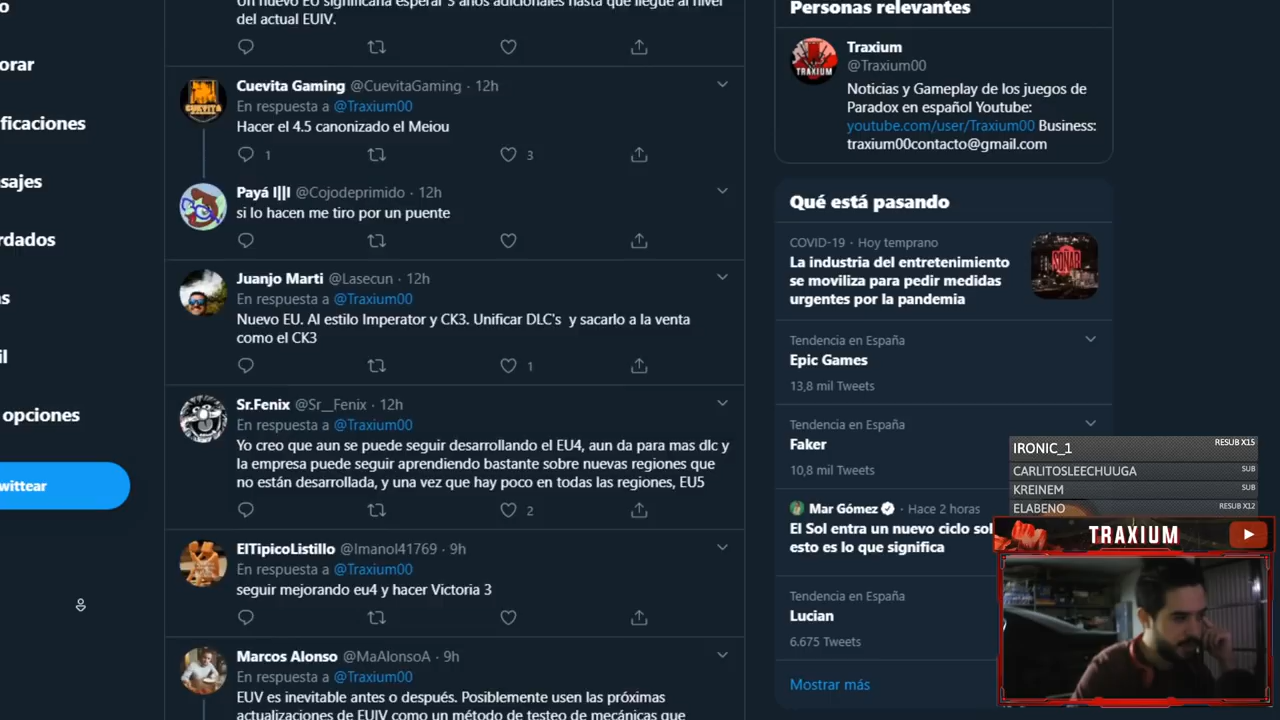 o
orar
ificaciones
sajes
rdados
s
il
opciones
wittear
Un nuevo EU significaría esperar 3 años adicionales hasta que llegue al nivel
del actual EUIV.
Cuevita Gaming @CuevitaGaming · 12h
En respuesta a @Traxium00
Hacer el 4.5 canonizado el Meiou
1
3
Payá I||I @Cojodeprimido · 12h
si lo hacen me tiro por un puente
Juanjo Marti @Lasecun · 12h
En respuesta a @Traxium00
Nuevo EU. Al estilo Imperator y CK3. Unificar DLC's y sacarlo a la venta
como el CK3
1
Sr.Fenix @Sr__Fenix · 12h
En respuesta a @Traxium00
Yo creo que aun se puede seguir desarrollando el EU4, aun da para mas dlc y
la empresa puede seguir aprendiendo bastante sobre nuevas regiones que
no están desarrollada, y una vez que hay poco en todas las regiones, EU5
2
ElTipicoListillo @Imanol41769 · 9h
En respuesta a @Traxium00
seguir mejorando eu4 y hacer Victoria 3
Marcos Alonso @MaAlonsoA · 9h
En respuesta a @Traxium00
EUV es inevitable antes o después. Posiblemente usen las próximas
actualizaciones de EUIV como un método de testeo de mecánicas que
Personas relevantes
TRAXIUM
Traxium
@Traxium00
Noticias y Gameplay de los juegos de
Paradox en español Youtube:
youtube.com/user/Traxium00 Business:
traxium00contacto@gmail.com
Qué está pasando
COVID-19 · Hoy temprano
La industria del entretenimiento
se moviliza para pedir medidas
urgentes por la pandemia
SONAR
Tendencia en España
Epic Games
13,8 mil Tweets
Tendencia en España
Faker
10,8 mil Tweets
Mar Gómez · Hace 2 horas
El Sol entra un nuevo ciclo sol
esto es lo que significa
Tendencia en España
Lucian
6.675 Tweets
Mostrar más
IRONIC_1 RESUB X15
CARLITOSLEECHUUGA SUB
KREINEM SUB
ELABENO RESUB X12
TRAXIUM